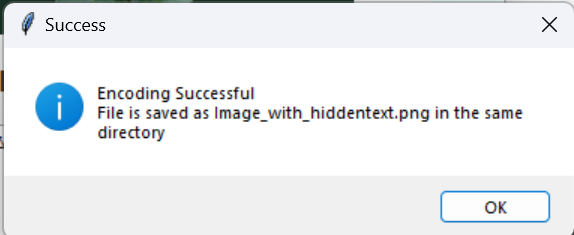 Success
Encoding Successful
File is saved as Image_with_hiddentext.png in the same
directory
OK